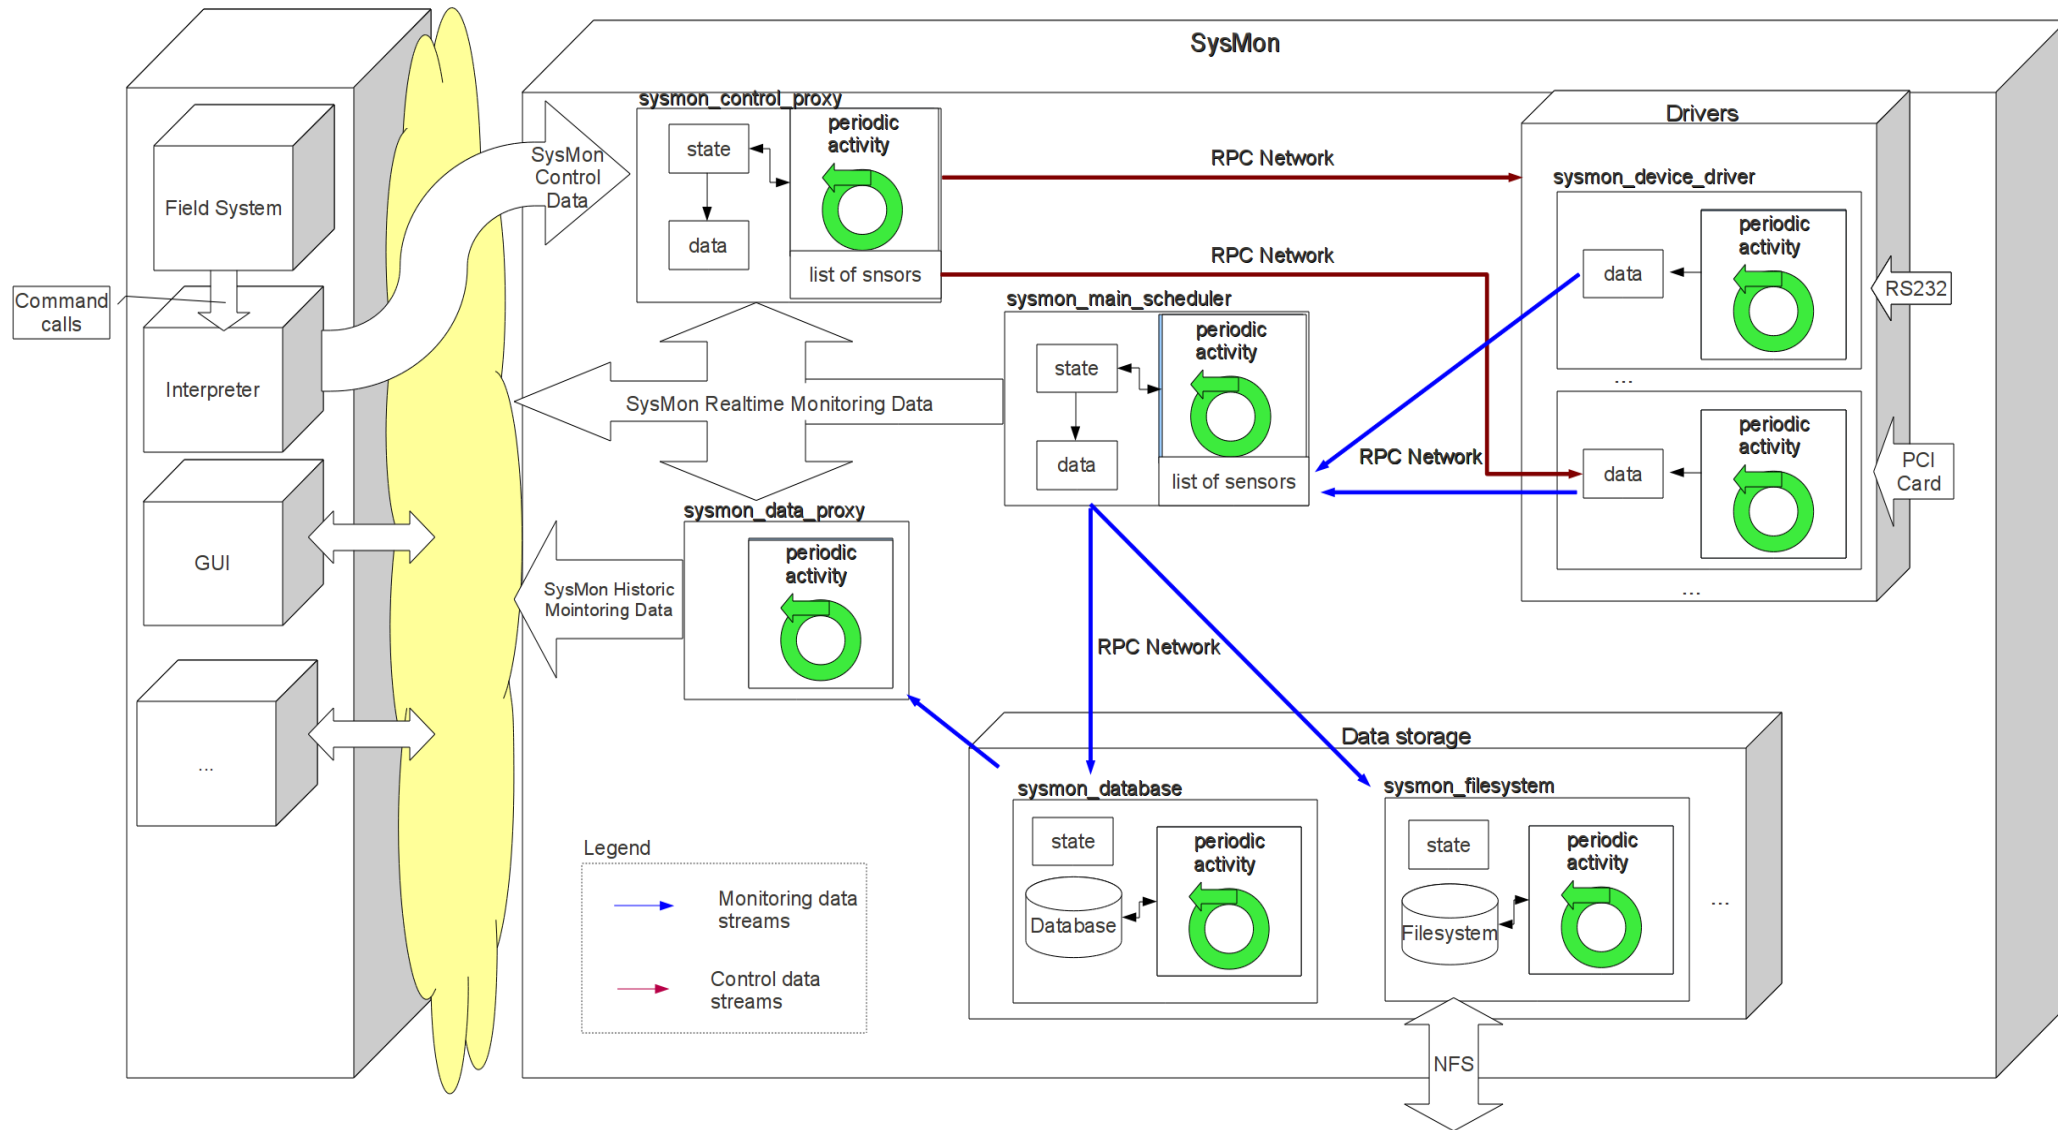 SysMon
Field System
Command
calls
Interpreter
GUI
...
SysMon
Control
Data
sysmon_control_proxy
state
data
periodic
activity
list of snsors
RPC Network
RPC Network
Drivers
sysmon_device_driver
data
periodic
activity
RS232
...
data
periodic
activity
PCI
Card
...
sysmon_main_scheduler
state
data
periodic
activity
list of sensors
RPC Network
SysMon Realtime Monitoring Data
sysmon_data_proxy
periodic
activity
SysMon Historic
Mointoring Data
RPC Network
Data storage
sysmon_database
state
Database
periodic
activity
sysmon_filesystem
state
Filesystem
periodic
activity
...
NFS
Legend
Monitoring data
streams
Control data
streams